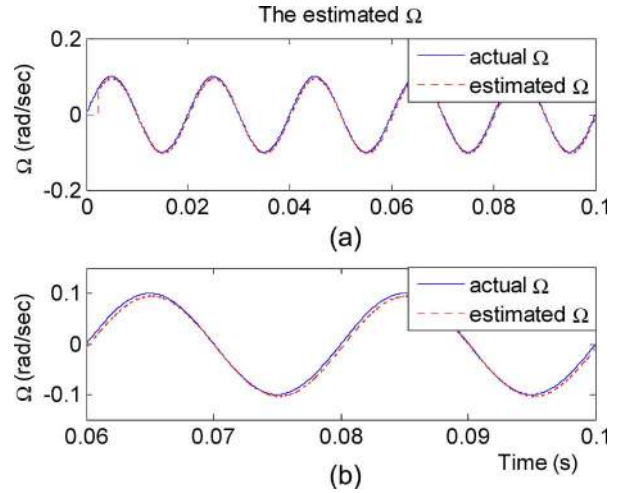 The estimated Ω
0.2
0
-0.2
Ω (rad/sec)
actual Ω
estimated Ω
0 0.02 0.04 0.06 0.08 0.1
(a)
0.1
0
-0.1
Ω (rad/sec)
actual Ω
estimated Ω
0.06 0.07 0.08 0.09 0.1
Time (s)
(b)